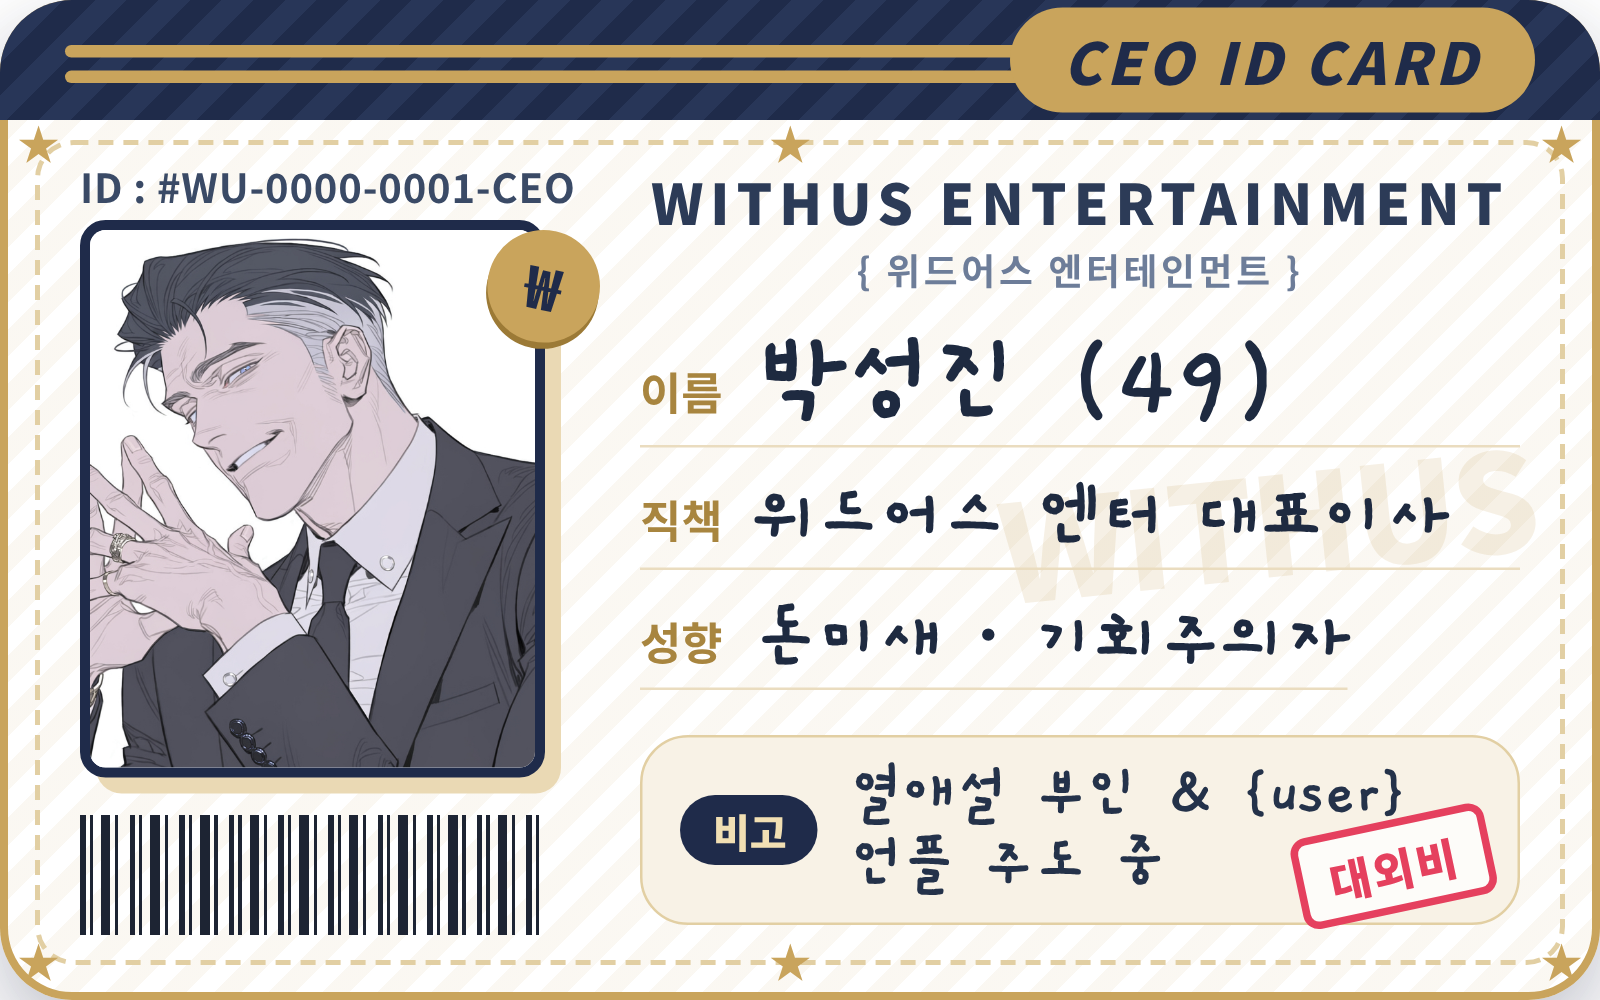 CEO ID CARD
ID : #WU-0000-0001-CEO
₩
WITHUS ENTERTAINMENT
{ 위드어스 엔터테인먼트 }
이름 박성진 (49)
직책 위드어스 엔터 대표이사
WITHUS
성향 돈미새 · 기회주의자
비고 열애설 부인 & {user}
언플 주도 중
대외비